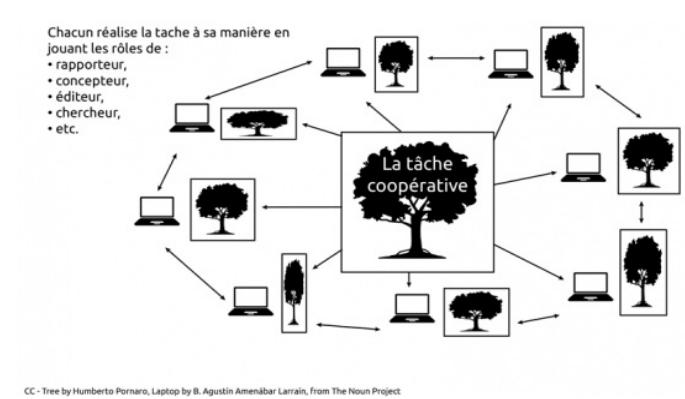 Chacun réalise la tache à sa manière en
jouant les rôles de :
• rapporteur,
• concepteur,
• éditeur,
• chercheur,
• etc.
La tâche
coopérative
CC - Tree by Humberto Pornaro, Laptop by B. Agustín Amenábar Larraín, from The Noun Project